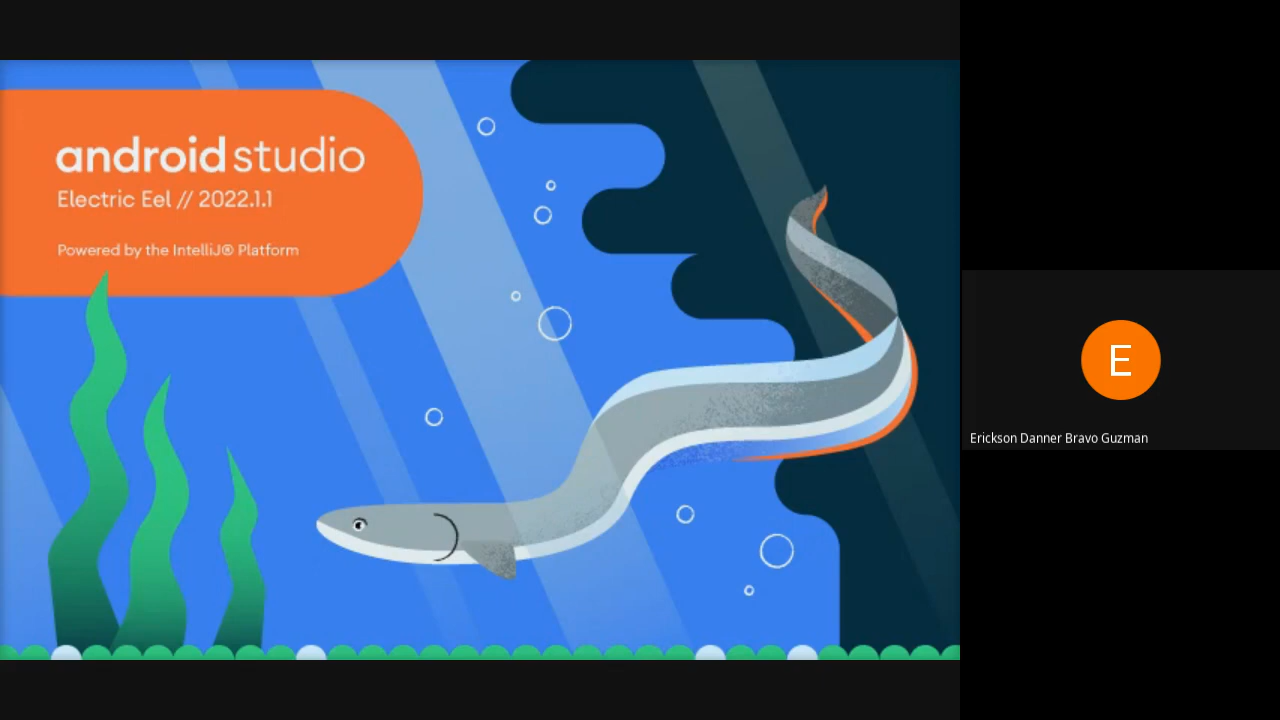 android studio
Electric Eel // 2022.1.1
Powered by the IntelliJ® Platform
E
Erickson Danner Bravo Guzman